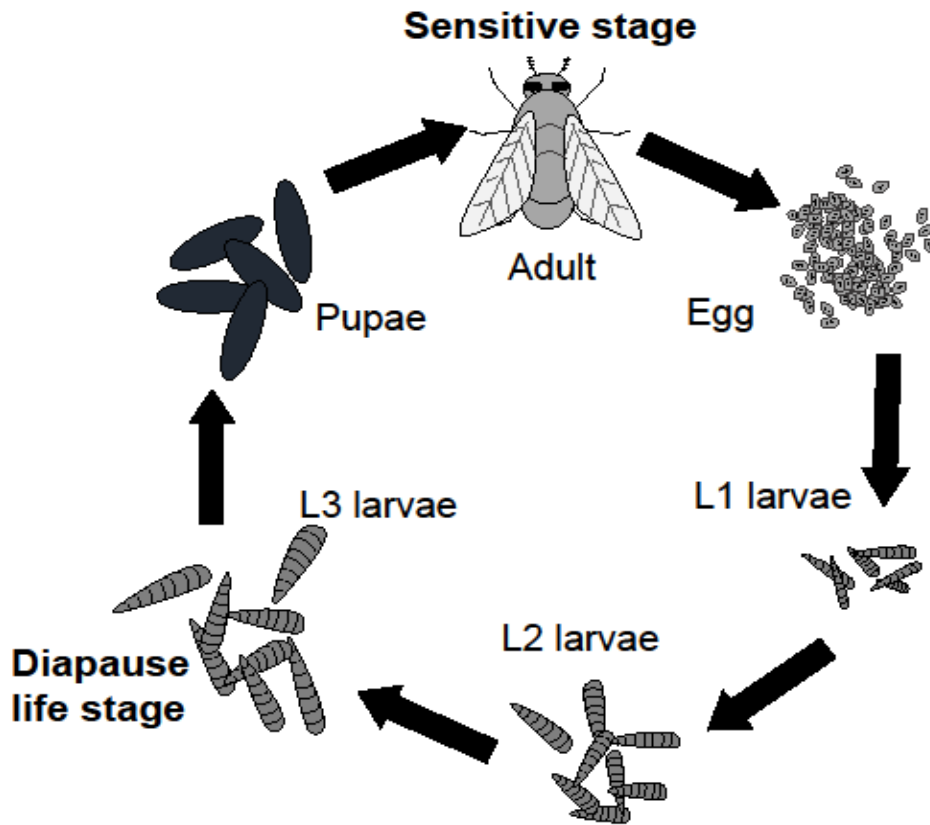 Sensitive stage
Adult
Egg
L1 larvae
L2 larvae
L3 larvae
Diapause
life stage
Pupae